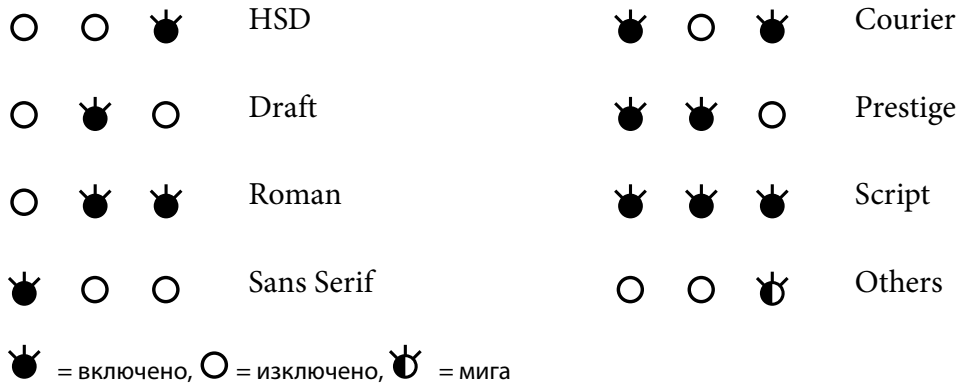 HSD Courier
Draft Prestige
Roman Script
Sans Serif Others
= включено, = изключено, = мига